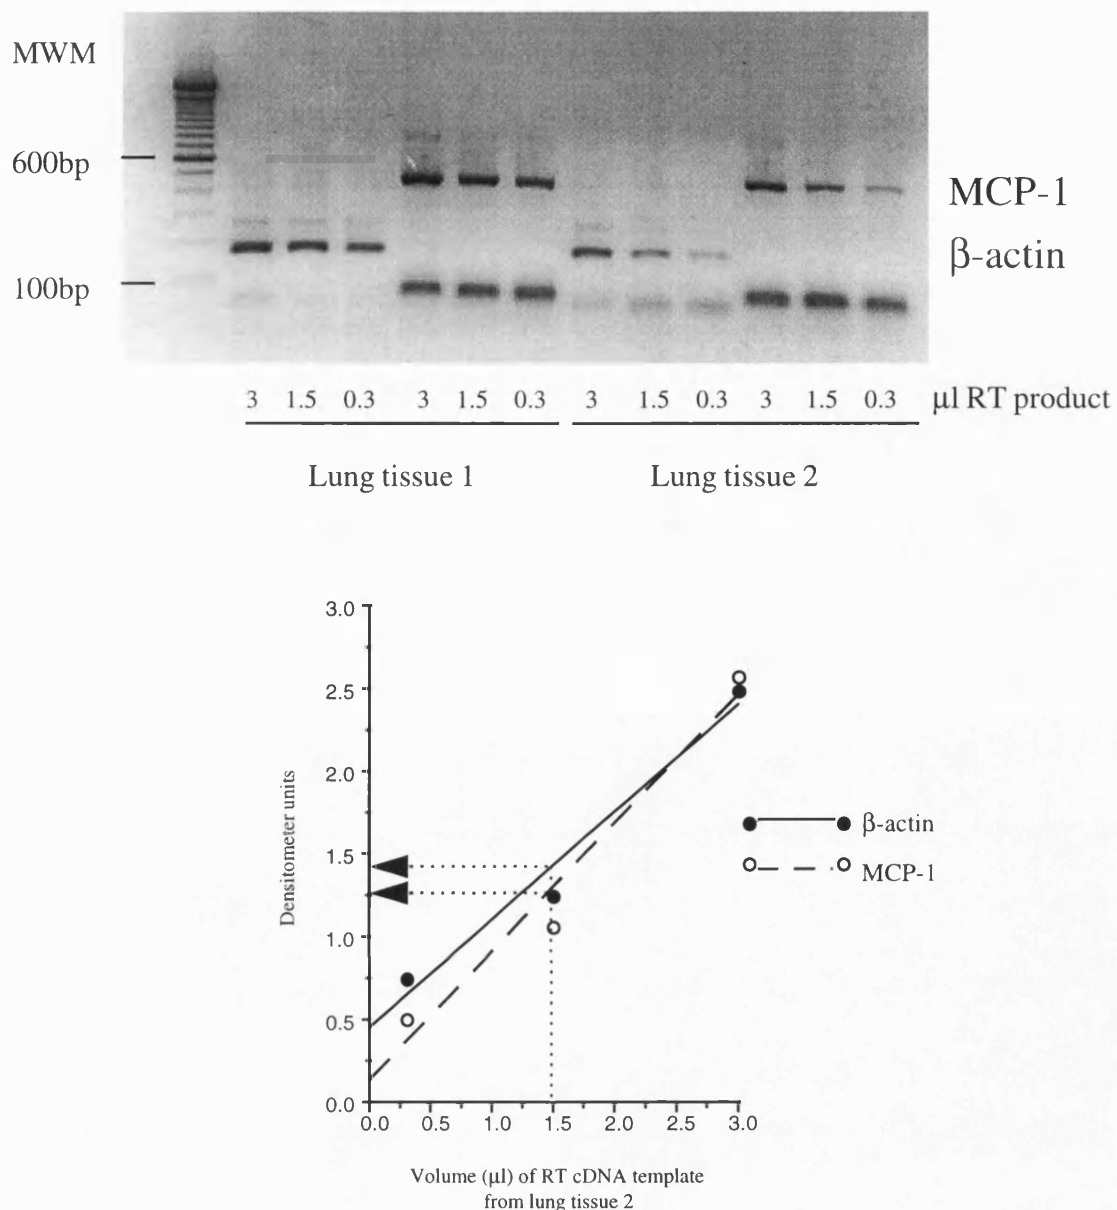 MWM
600bp
100bp
MCP-1
β-actin
3 1.5 0.3 3 1.5 0.3 3 1.5 0.3 3 1.5 0.3 µl RT product
Lung tissue 1 Lung tissue 2
3.0
2.5
2.0
1.5
1.0
0.5
0.0
Densitometer units
0.0 0.5 1.0 1.5 2.0 2.5 3.0
β-actin
MCP-1
Volume (µl) of RT cDNA template
from lung tissue 2